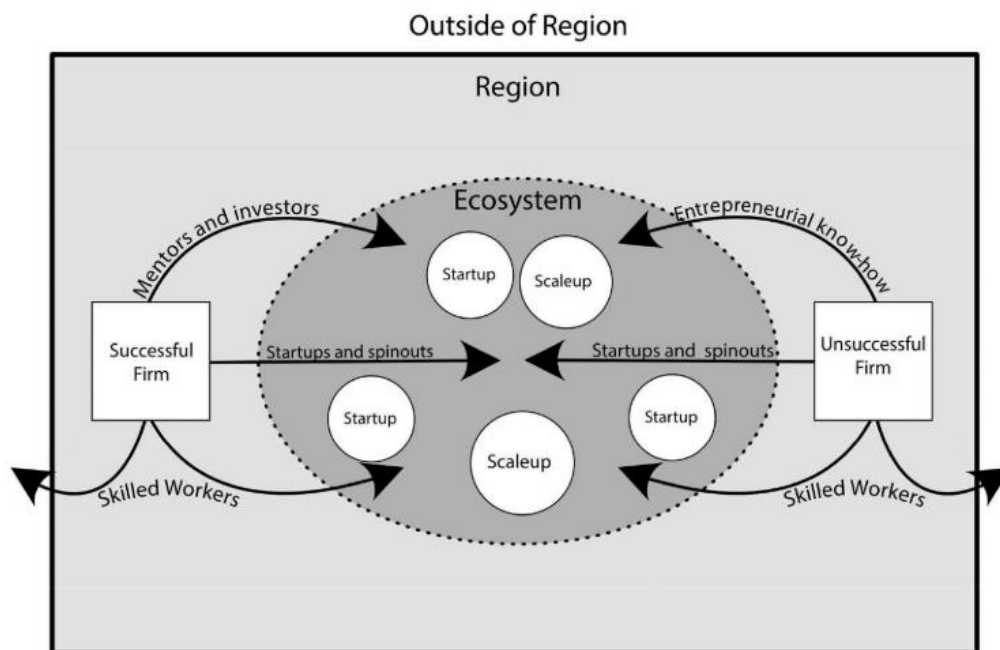 Outside of Region
Region
Ecosystem
Mentors and investors
Entrepreneurial know-how
Startup
Scaleup
Successful
Firm
Startups and spinouts
Startups and spinouts
Unsuccessful
Firm
Startup
Startup
Scaleup
Skilled Workers
Skilled Workers